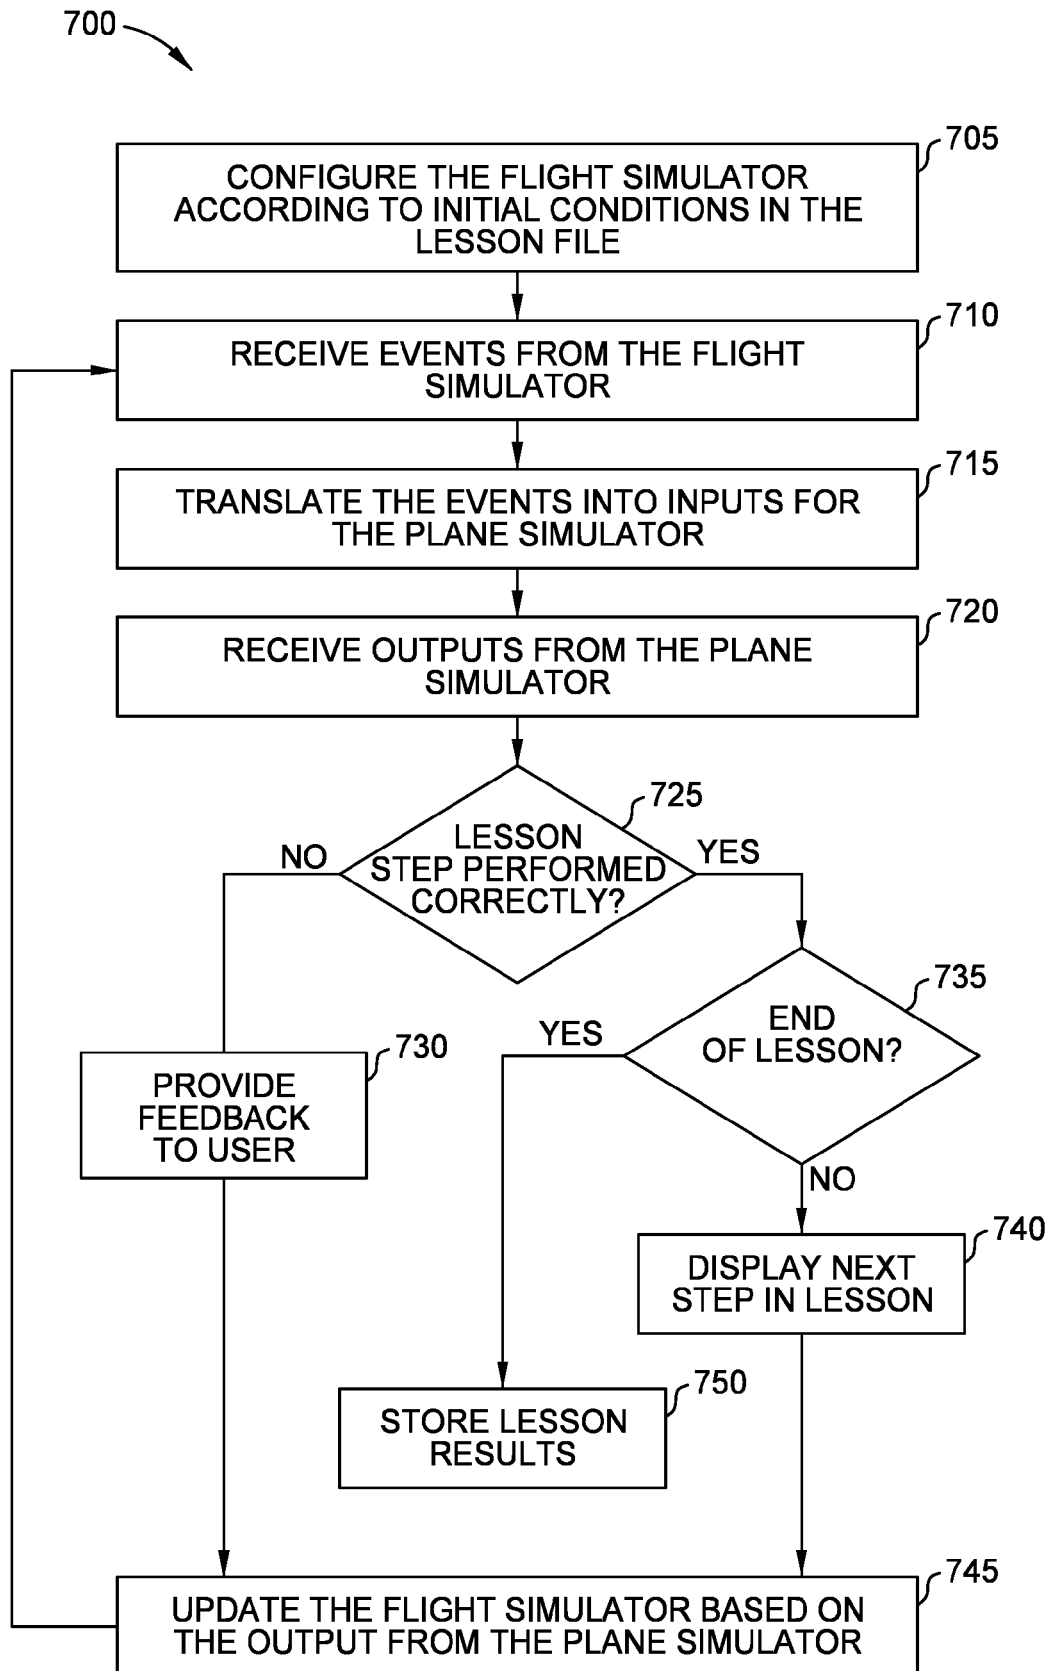 700
705
CONFIGURE THE FLIGHT SIMULATOR
ACCORDING TO INITIAL CONDITIONS IN THE
LESSON FILE
710
RECEIVE EVENTS FROM THE FLIGHT
SIMULATOR
715
TRANSLATE THE EVENTS INTO INPUTS FOR
THE PLANE SIMULATOR
720
RECEIVE OUTPUTS FROM THE PLANE
SIMULATOR
725
LESSON
STEP PERFORMED
CORRECTLY?
NO
YES
735
END
OF LESSON?
YES
NO
730
PROVIDE
FEEDBACK
TO USER
740
DISPLAY NEXT
STEP IN LESSON
750
STORE LESSON
RESULTS
745
UPDATE THE FLIGHT SIMULATOR BASED ON
THE OUTPUT FROM THE PLANE SIMULATOR